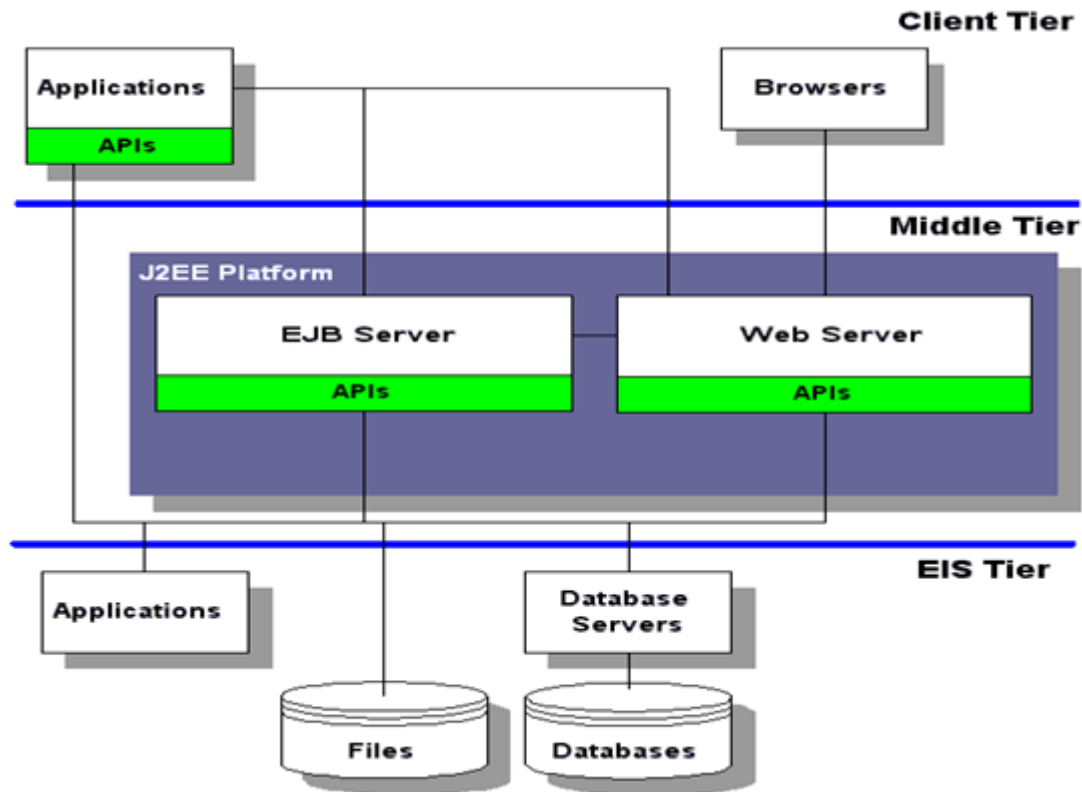 Client Tier
Applications
APIs
Browsers
Middle Tier
J2EE Platform
EJB Server
APIs
Web Server
APIs
EIS Tier
Applications
Database
Servers
Files
Databases